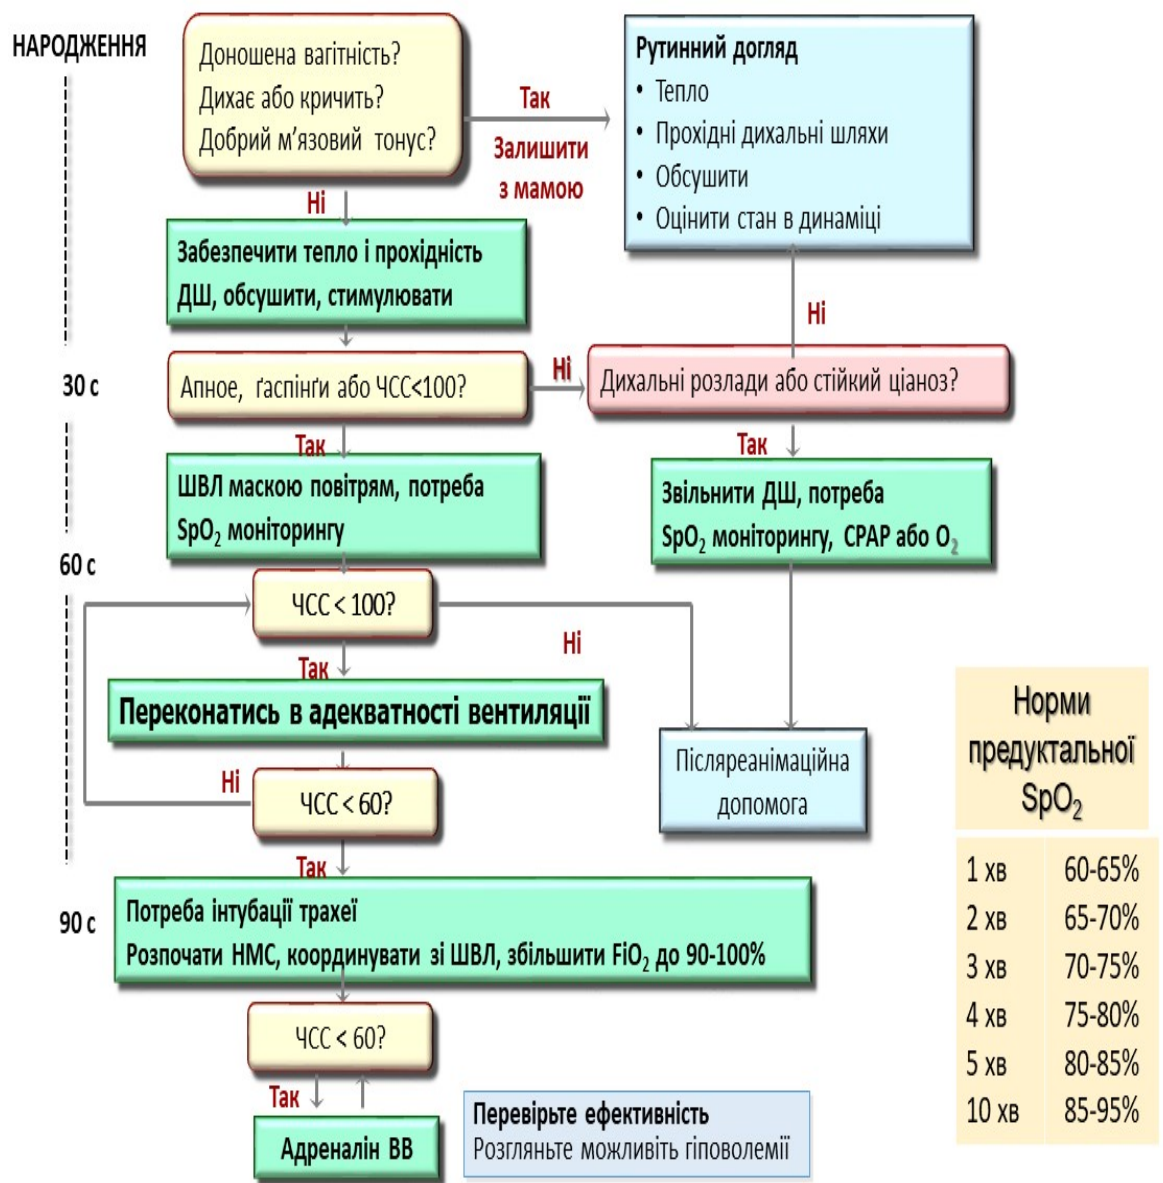 НАРОДЖЕННЯ
Доношена вагітність?
Дихає або кричить?
Добрий м’язовий тонус?
Так
Залишити
з мамою
Рутинний догляд
• Тепло
• Прохідні дихальні шляхи
• Обсушити
• Оцінити стан в динаміці
Ні
Забезпечити тепло і прохідність
ДШ, обсушити, стимулювати
Ні
30 с
Апное, ґаспінґи або ЧСС<100?
Ні
Дихальні розлади або стійкий ціаноз?
Так
Так
ШВЛ маскою повітрям, потреба
SpO₂ моніторингу
Звільнити ДШ, потреба
SpO₂ моніторингу, CPAP або O₂
60 с
ЧСС < 100?
Ні
Так
Переконатись в адекватності вентиляції
Ні
ЧСС < 60?
Післяреанімаційна
допомога
Так
90 с
Потреба інтубації трахеї
Розпочати НМС, координувати зі ШВЛ, збільшити FiO₂ до 90-100%
ЧСС < 60?
Так
Адреналін ВВ
Перевірьте ефективність
Розгляньте можливіть гіповолемії
Норми
предуктальної
SpO₂
1 хв 60-65%
2 хв 65-70%
3 хв 70-75%
4 хв 75-80%
5 хв 80-85%
10 хв 85-95%